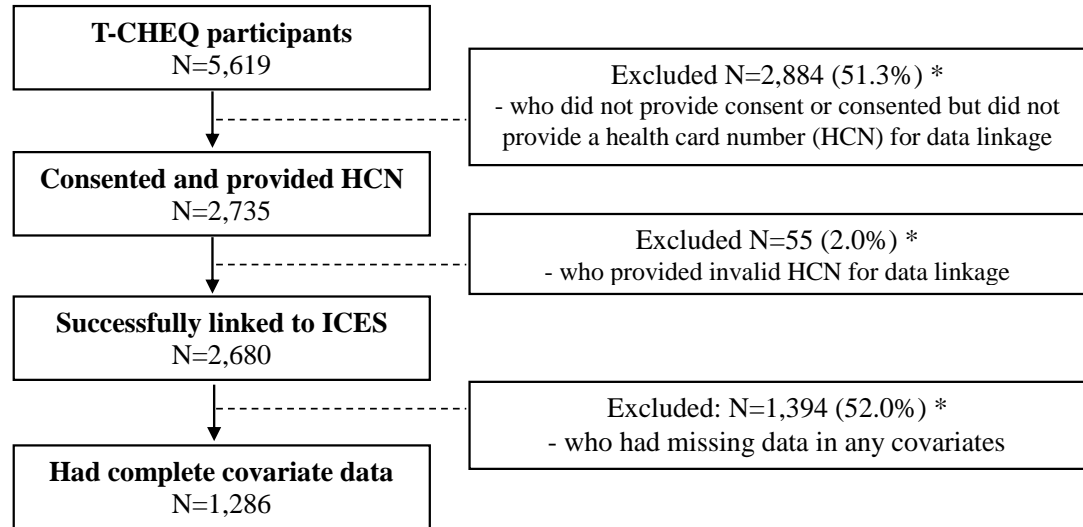 T-CHEQ participants
N=5,619
Excluded N=2,884 (51.3%) *
- who did not provide consent or consented but did not
provide a health card number (HCN) for data linkage
Consented and provided HCN
N=2,735
Excluded N=55 (2.0%) *
- who provided invalid HCN for data linkage
Successfully linked to ICES
N=2,680
Excluded: N=1,394 (52.0%) *
- who had missing data in any covariates
Had complete covariate data
N=1,286